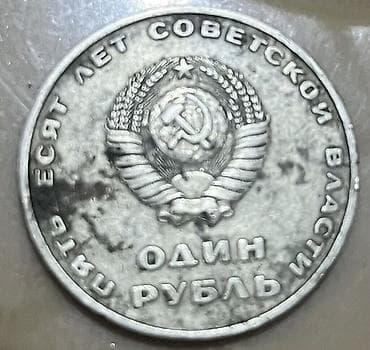 ПЯТЬДЕСЯТ ЛЕТ СОВЕТСКОЙ ВЛАСТИ
ОДИН
РУБЛЬ